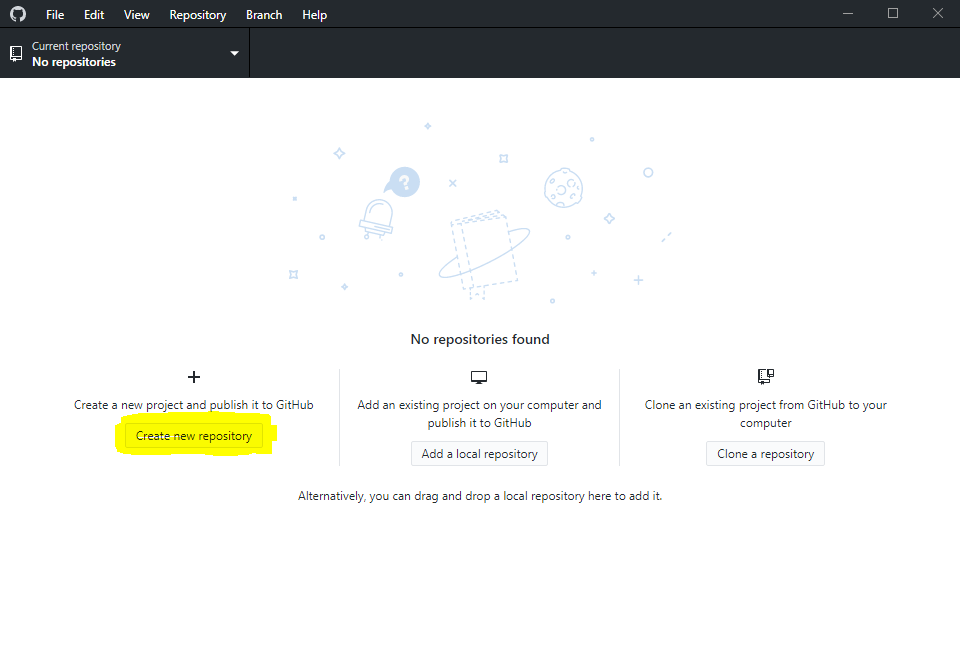 File Edit View Repository Branch Help
Current repository
No repositories
?
No repositories found
Create a new project and publish it to GitHub
Create new repository
Add an existing project on your computer and
publish it to GitHub
Add a local repository
Clone an existing project from GitHub to your
computer
Clone a repository
Alternatively, you can drag and drop a local repository here to add it.